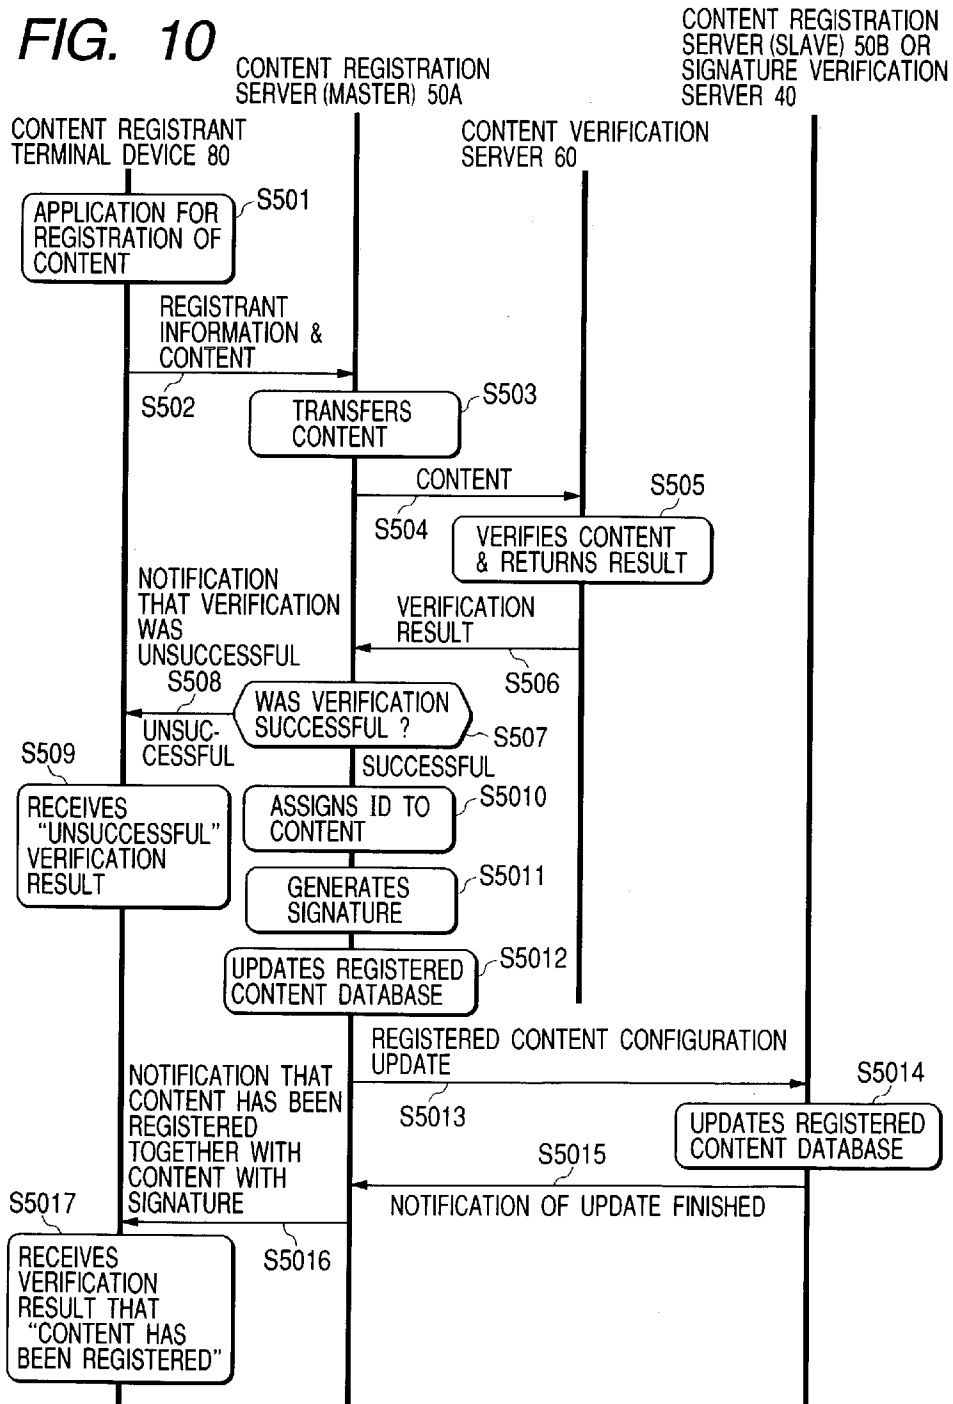 FIG. 10
CONTENT REGISTRATION
SERVER (MASTER) 50A
CONTENT REGISTRATION
SERVER (SLAVE) 50B OR
SIGNATURE VERIFICATION
SERVER 40
CONTENT REGISTRANT
TERMINAL DEVICE 80
CONTENT VERIFICATION
SERVER 60
S501
APPLICATION FOR
REGISTRATION OF
CONTENT
REGISTRANT
INFORMATION &
CONTENT
S502
S503
TRANSFERS
CONTENT
CONTENT
S504
S505
VERIFIES CONTENT
& RETURNS RESULT
NOTIFICATION
THAT VERIFICATION
WAS
UNSUCCESSFUL
VERIFICATION
RESULT
S506
S508
WAS VERIFICATION
SUCCESSFUL ?
S507
UNSUC-
CESSFUL
SUCCESSFUL
S509
RECEIVES
"UNSUCCESSFUL"
VERIFICATION
RESULT
ASSIGNS ID TO
CONTENT
S5010
GENERATES
SIGNATURE
S5011
UPDATES REGISTERED
CONTENT DATABASE
S5012
REGISTERED CONTENT CONFIGURATION
UPDATE
S5013
S5014
UPDATES REGISTERED
CONTENT DATABASE
NOTIFICATION THAT
CONTENT HAS BEEN
REGISTERED
TOGETHER WITH
CONTENT WITH
SIGNATURE
S5015
NOTIFICATION OF UPDATE FINISHED
S5016
S5017
RECEIVES
VERIFICATION
RESULT THAT
"CONTENT HAS
BEEN REGISTERED"